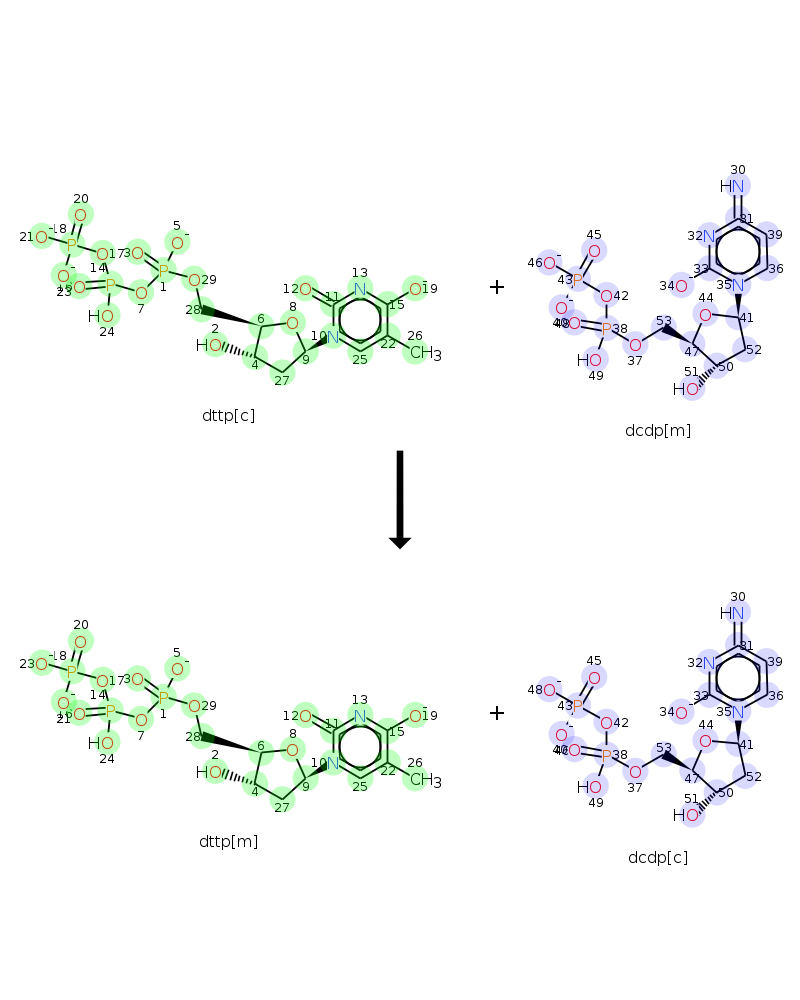 30
HN
20
O
5
O-
31
39
21 O-
18
P
17
O
3 O
P
1
45
O
32 N
46 O-
43 P
33
36
14
O-
23 O
P
29
O
12 O
13
N
O- 19
34 O-
N 35
O 42
7
O
28
8
O
11
15
44
O
41
O-
O
P 38
53
HO
24
2
HO
6
10 N
22
26
CH3
37
O
47
52
4
9
25
HO
49
51
50
27
HO
dttp[c]
+
dcdp[m]
30
HN
20
O
5
O-
31
39
23 O-
18
P
17
O
3 O
P
1
45
O
32 N
48 O-
43 P
33
36
14
O-
21 O
P
29
O
12 O
13
N
O- 19
34 O-
N 35
O 42
7
O
28
8
O
11
15
44
O
41
O-
O
P 38
53
HO
24
2
HO
6
10 N
22
26
CH3
37
O
47
52
4
9
25
HO
49
51
50
27
HO
dttp[m]
+
dcdp[c]